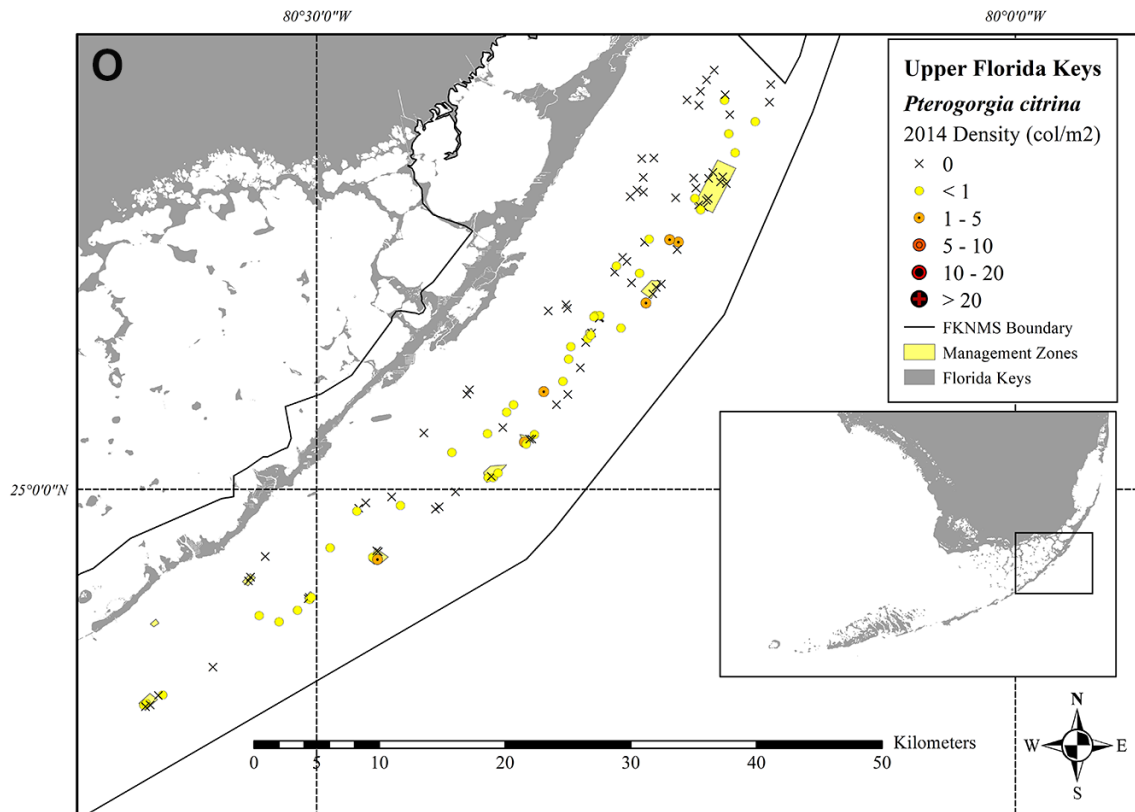 80°30'0"W
80°0'0"W
O
Upper Florida Keys
Pterogorgia citrina
2014 Density (col/m2)
0
< 1
1 - 5
5 - 10
10 - 20
> 20
FKNMS Boundary
Management Zones
Florida Keys
25°0'0"N
Kilometers
0 5 10 20 30 40 50
N
W E
S